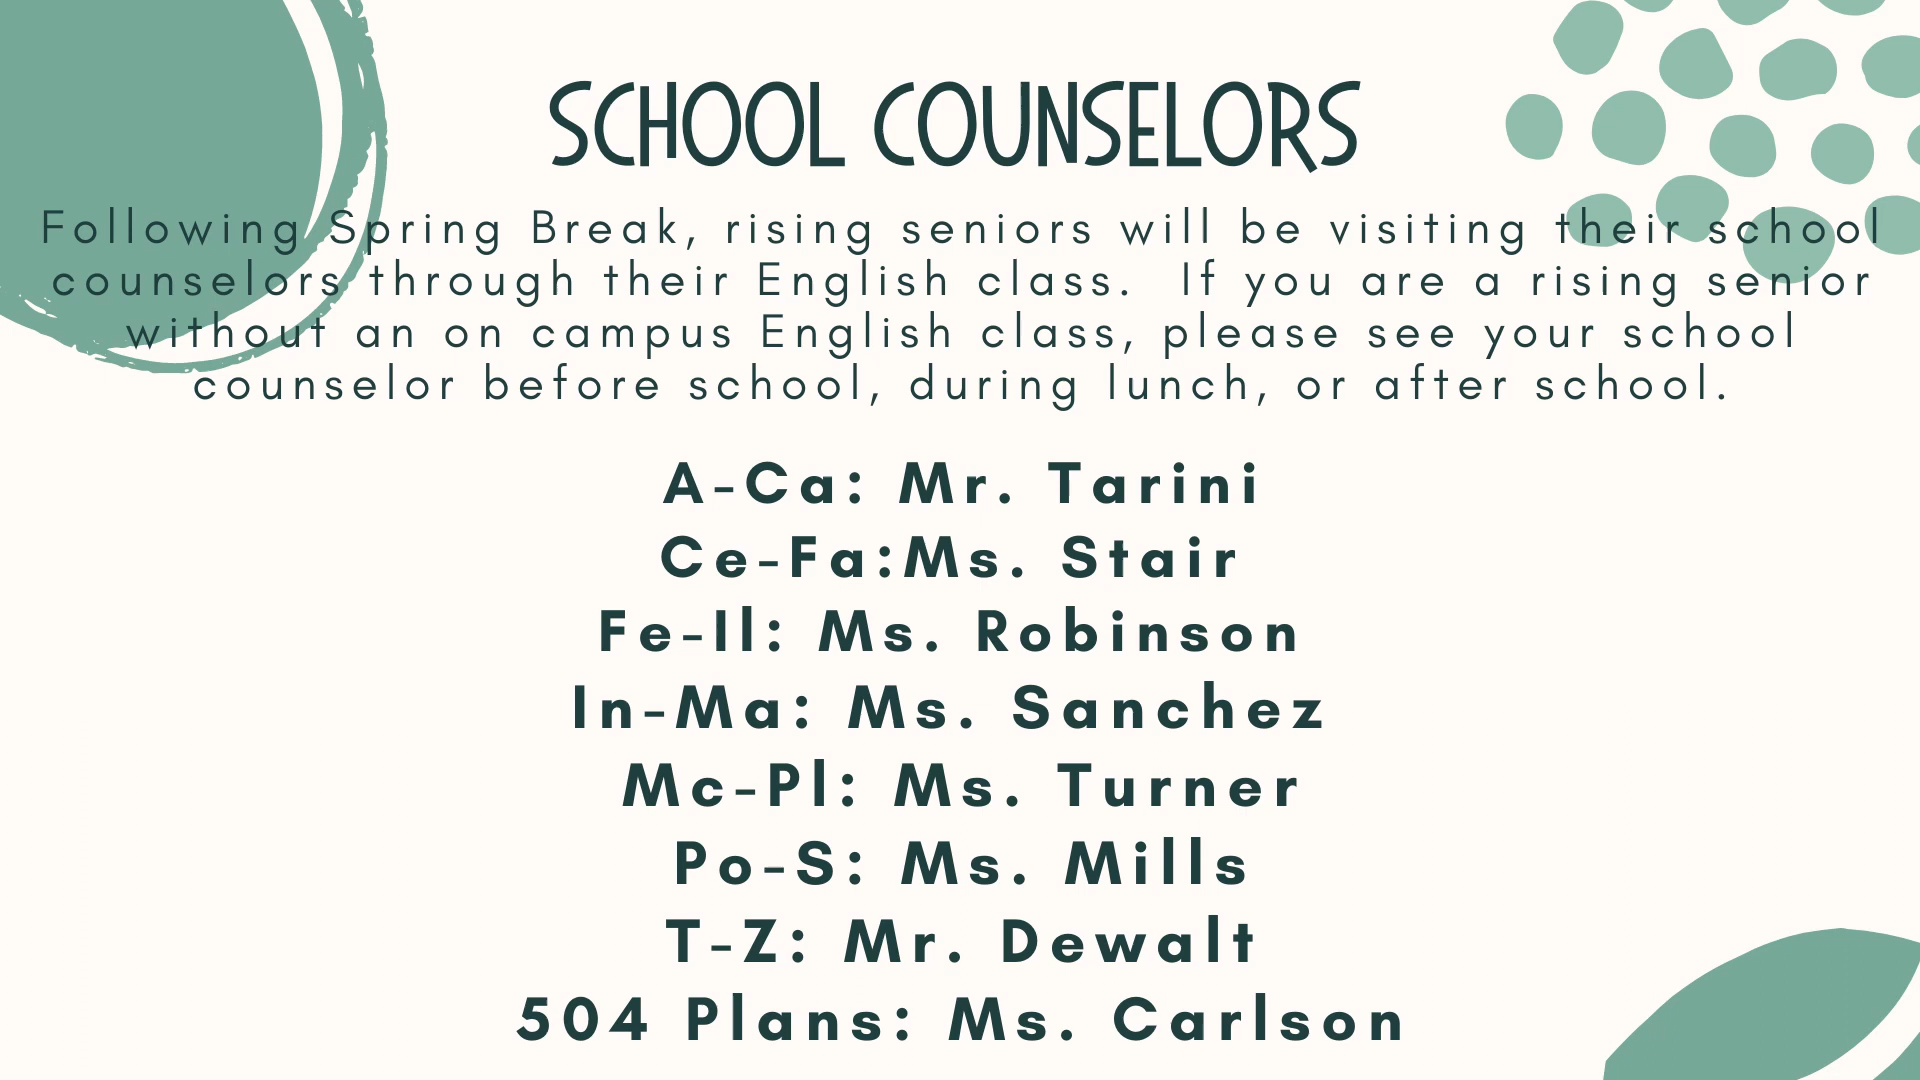 SCHOOL COUNSELORS
Following Spring Break, rising seniors will be visiting their school
counselors through their English class.  If you are a rising senior
without an on campus English class, please see your school
counselor before school, during lunch, or after school.
A-Ca: Mr. Tarini
Ce-Fa:Ms. Stair
Fe-Il: Ms. Robinson
In-Ma: Ms. Sanchez
Mc-Pl: Ms. Turner
Po-S: Ms. Mills
T-Z: Mr. Dewalt
504 Plans: Ms. Carlson